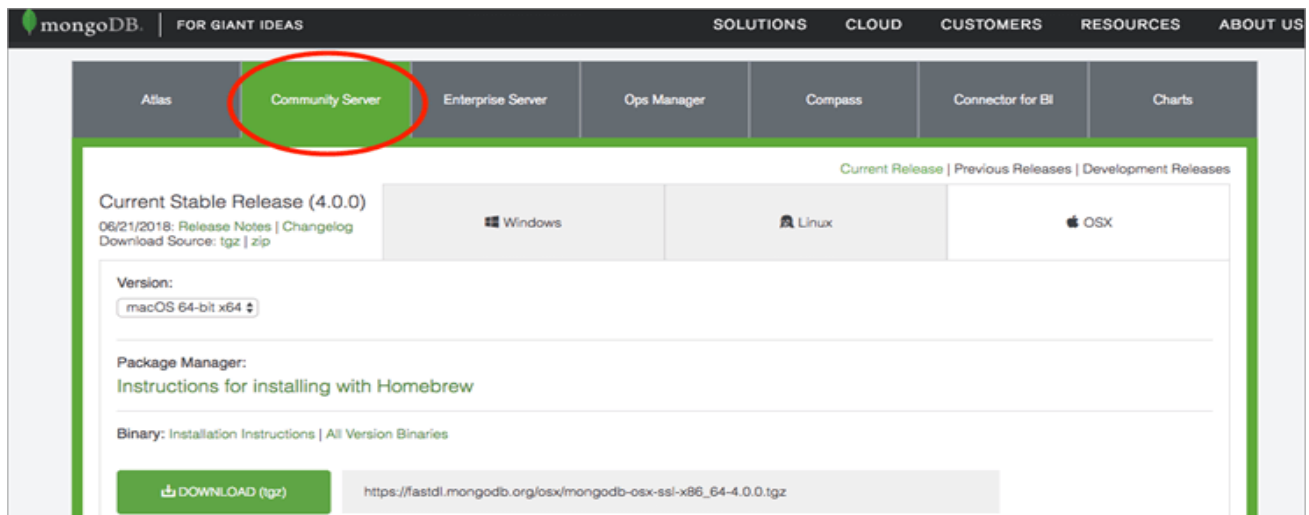 mongoDB. FOR GIANT IDEAS SOLUTIONS CLOUD CUSTOMERS RESOURCES ABOUT US
Atlas Community Server Enterprise Server Ops Manager Compass Connector for BI Charts
Current Release | Previous Releases | Development Releases
Current Stable Release (4.0.0)
06/21/2018: Release Notes | Changelog
Download Source: tgz | zip
Windows Linux OSX
Version:
macOS 64-bit x64
Package Manager:
Instructions for installing with Homebrew
Binary: Installation Instructions | All Version Binaries
DOWNLOAD (tgz) https://fastdl.mongodb.org/osx/mongodb-osx-ssl-x86_64-4.0.0.tgz